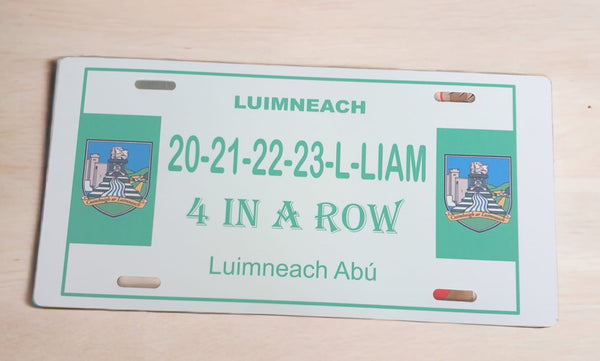 LUIMNEACH
20-21-22-23-L-LIAM
4 IN A ROW
Luimneach Abú